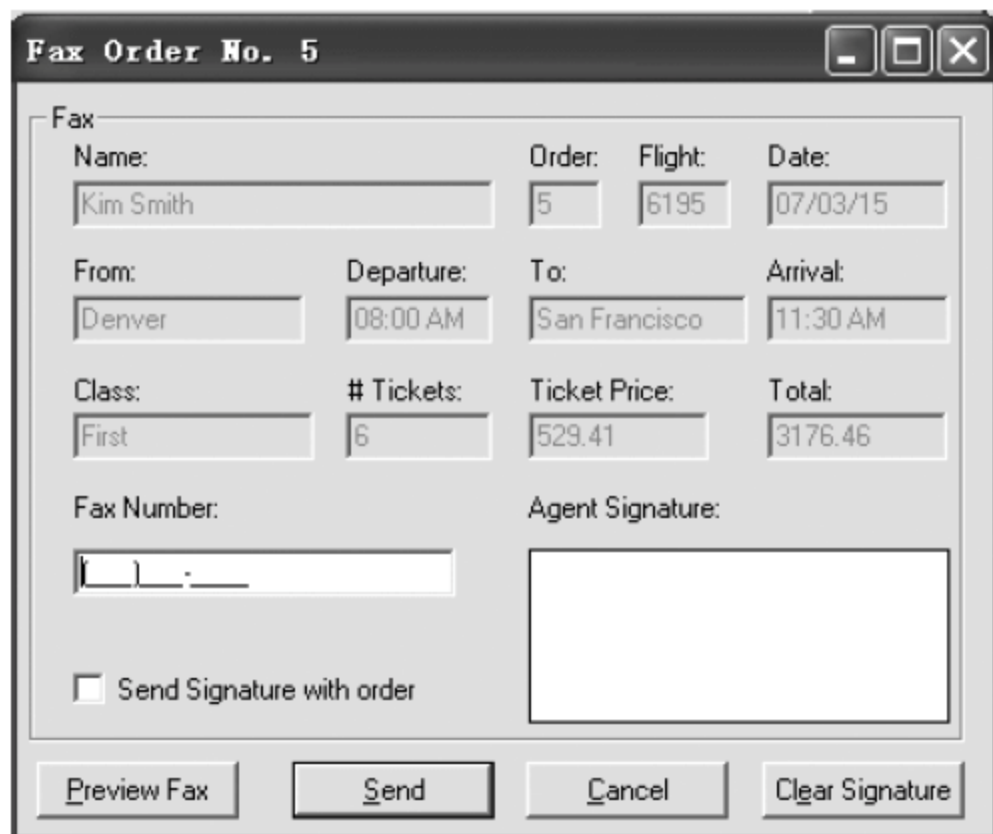 Fax Order No. 5
Fax
Name: Order: Flight: Date:
Kim Smith 5 6195 07/03/15
From: Departure: To: Arrival:
Denver 08:00 AM San Francisco 11:30 AM
Class: # Tickets: Ticket Price: Total:
First 6 529.41 3176.46
Fax Number: Agent Signature:
(___)___-____
Send Signature with order
Preview Fax Send Cancel Clear Signature